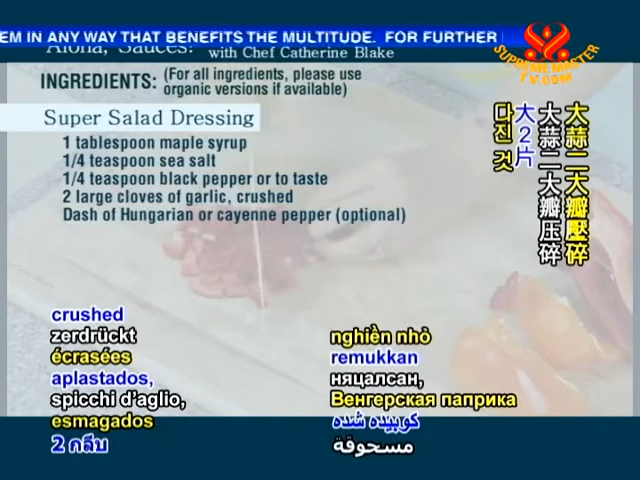 EM IN ANY WAY THAT BENEFITS THE MULTITUDE. FOR FURTHER
Aloha, Sauces!
with Chef Catherine Blake
SUPREME MASTER
TV.COM
INGREDIENTS: (For all ingredients, please use
organic versions if available)
Super Salad Dressing
1 tablespoon maple syrup
1/4 teaspoon sea salt
1/4 teaspoon black pepper or to taste
2 large cloves of garlic, crushed
Dash of Hungarian or cayenne pepper (optional)
大蒜二大瓣壓碎
大蒜二大瓣压碎
大2片
다진 것
crushed
zerdrückt
écrasées
aplastados,
spicchi d'aglio,
esmagados
2 กลีบ
nghiền nhỏ
remukkan
няцалсан,
Венгерская паприка
کوبیده شده
مسحوقة